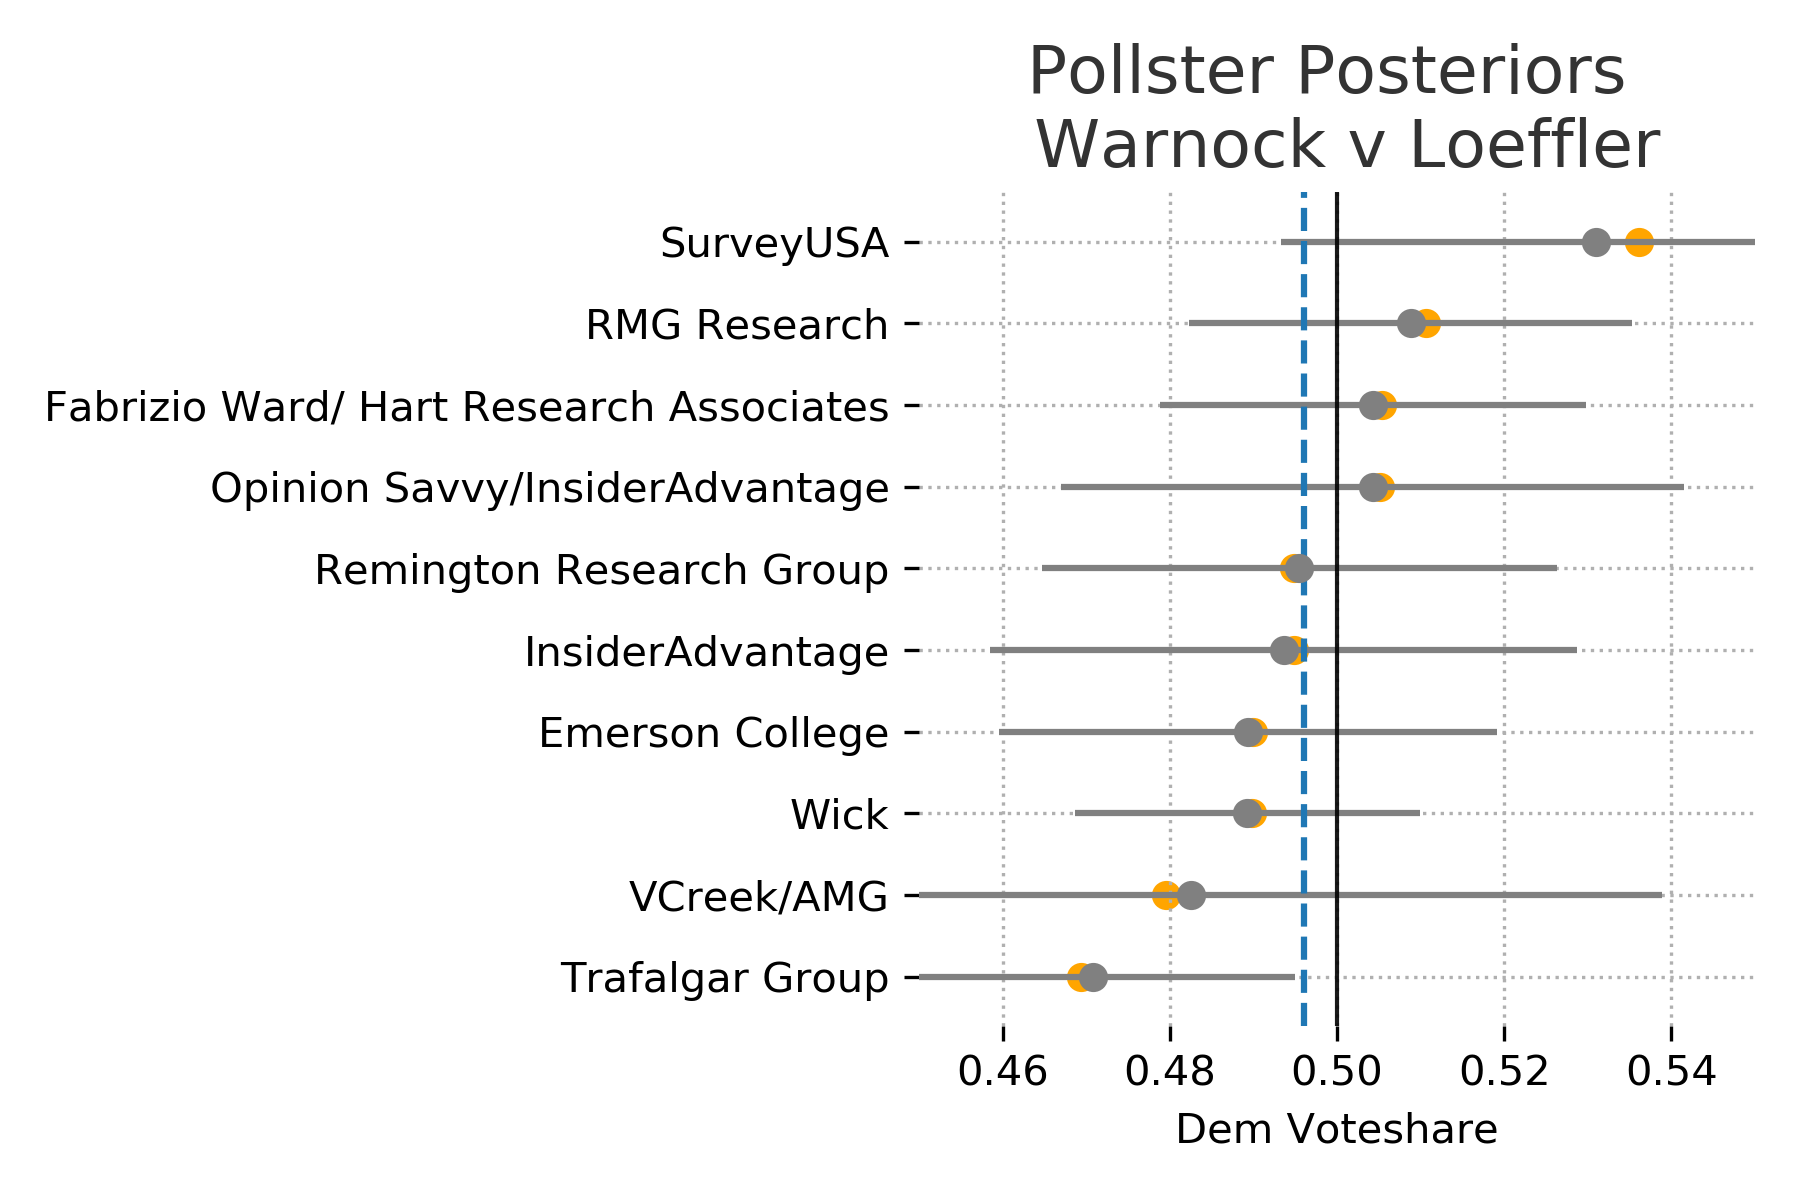 Pollster Posteriors
Warnock v Loeffler
SurveyUSA
RMG Research
Fabrizio Ward/ Hart Research Associates
Opinion Savvy/InsiderAdvantage
Remington Research Group
InsiderAdvantage
Emerson College
Wick
VCreek/AMG
Trafalgar Group
0.46 0.48 0.50 0.52 0.54
Dem Voteshare